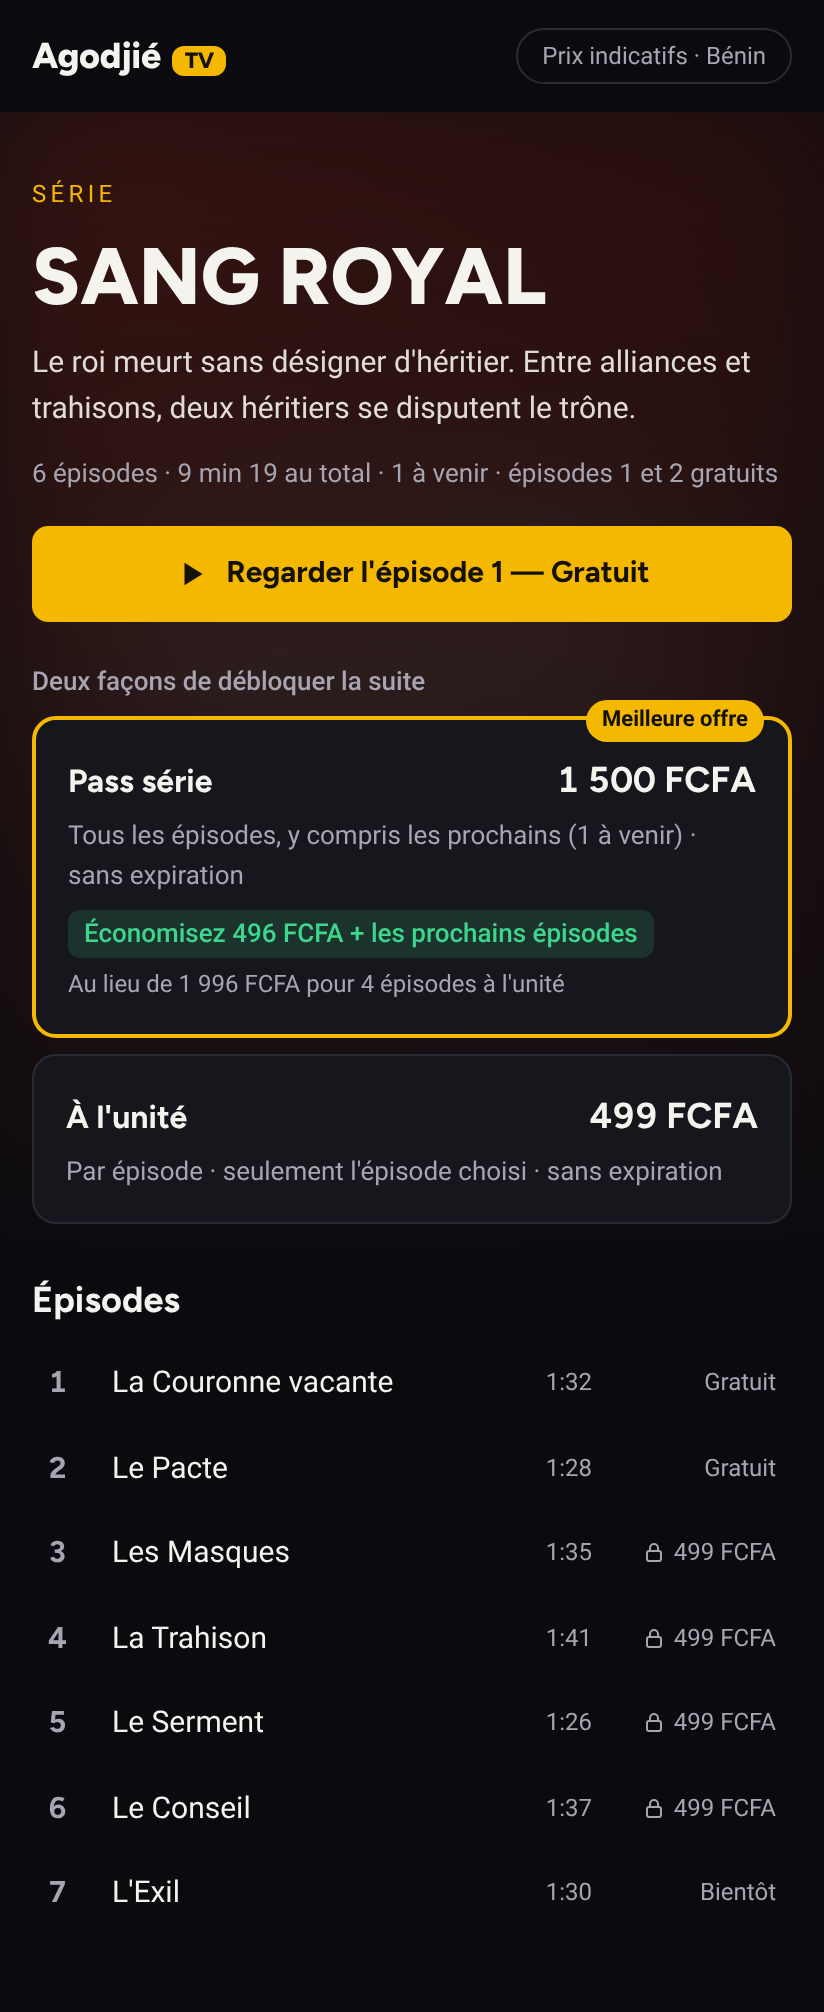 Agodjié TV
Prix indicatifs · Bénin
SÉRIE
SANG ROYAL
Le roi meurt sans désigner d'héritier. Entre alliances et
trahisons, deux héritiers se disputent le trône.
6 épisodes · 9 min 19 au total · 1 à venir · épisodes 1 et 2 gratuits
Regarder l'épisode 1 — Gratuit
Deux façons de débloquer la suite
Meilleure offre
Pass série 1 500 FCFA
Tous les épisodes, y compris les prochains (1 à venir) ·
sans expiration
Économisez 496 FCFA + les prochains épisodes
Au lieu de 1 996 FCFA pour 4 épisodes à l'unité
À l'unité 499 FCFA
Par épisode · seulement l'épisode choisi · sans expiration
Épisodes
1 La Couronne vacante 1:32 Gratuit
2 Le Pacte 1:28 Gratuit
3 Les Masques 1:35 499 FCFA
4 La Trahison 1:41 499 FCFA
5 Le Serment 1:26 499 FCFA
6 Le Conseil 1:37 499 FCFA
7 L'Exil 1:30 Bientôt